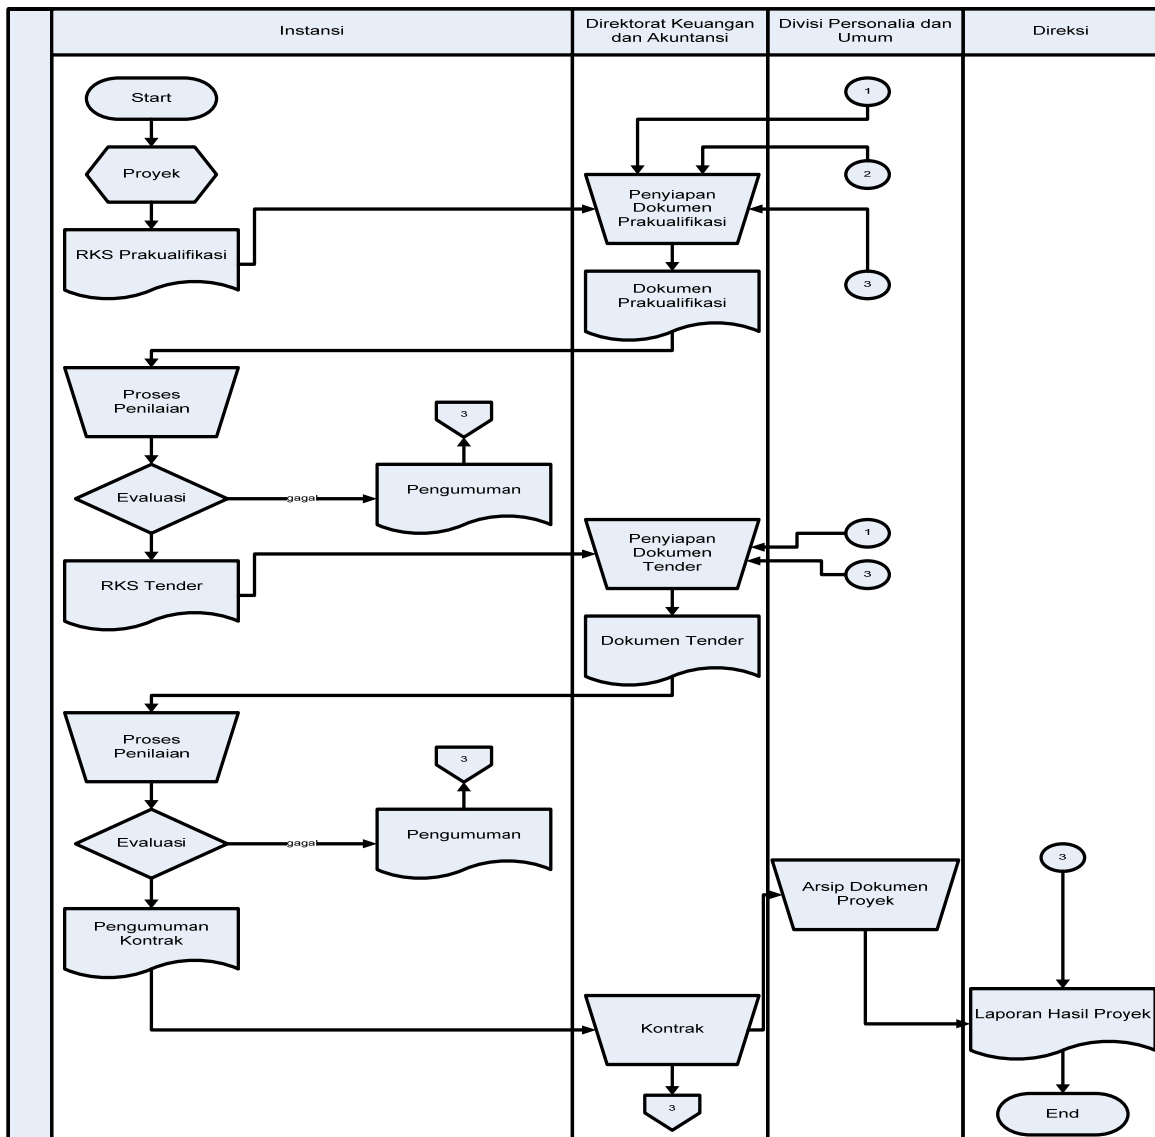 Instansi
Direktorat Keuangan
dan Akuntansi
Divisi Personalia dan
Umum
Direksi
Start
1
Proyek
2
Penyiapan
Dokumen
Prakualifikasi
RKS Prakualifikasi
3
Dokumen
Prakualifikasi
Proses
Penilaian
3
Evaluasi
gagal
Pengumuman
Penyiapan
Dokumen
Tender
1
3
RKS Tender
Dokumen Tender
Proses
Penilaian
3
Evaluasi
gagal
Pengumuman
3
Arsip Dokumen
Proyek
Pengumuman
Kontrak
Laporan Hasil Proyek
Kontrak
3
End